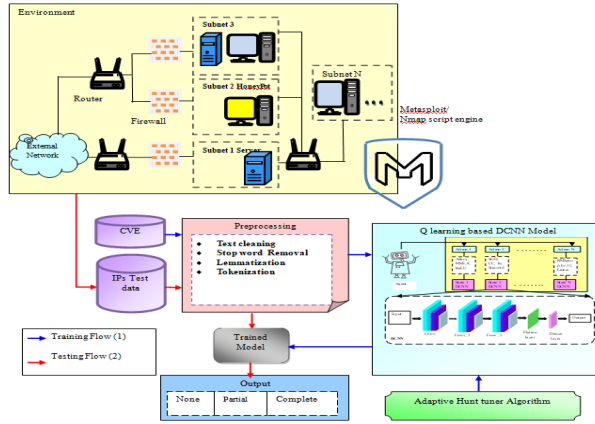 Environment
Subnet 3
Router
Subnet 2 HoneyPot
Subnet N
Firewall
Metasploit/
Nmap script engine
External
Network
Subnet 1 Server
CVE
IPs Test
data
Preprocessing
Text cleaning
Stop word Removal
Lemmatization
Tokenization
Q learning based DCNN Model
DCNN
Training Flow (1)
Testing Flow (2)
Trained
Model
Output
None
Partial
Complete
Adaptive Hunt tuner Algorithm